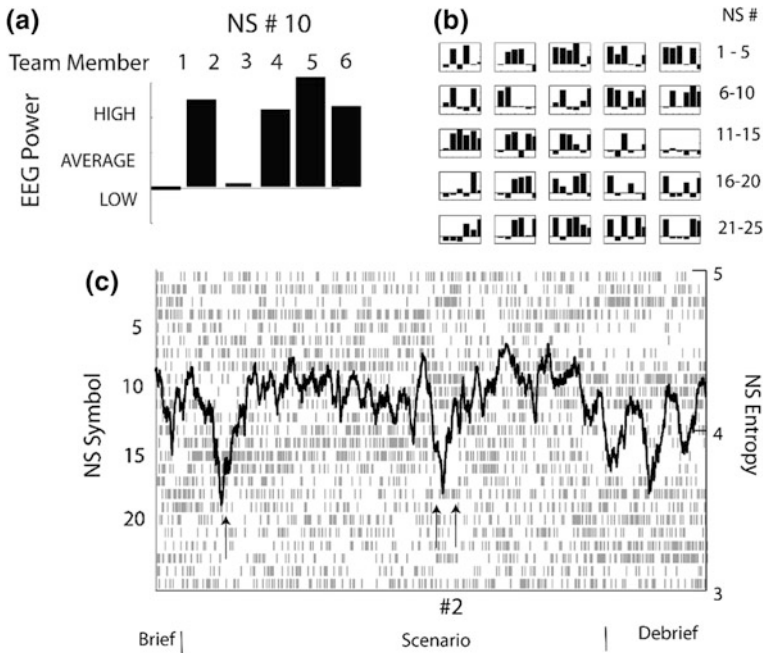 (a)
NS # 10
Team Member 1 2 3 4 5 6
EEG Power
HIGH
AVERAGE
LOW
(b)
NS #
1 - 5
6-10
11-15
16-20
21-25
(c)
NS Symbol
5
10
15
20
5
4
3
NS Entropy
#2
Brief
Scenario
Debrief